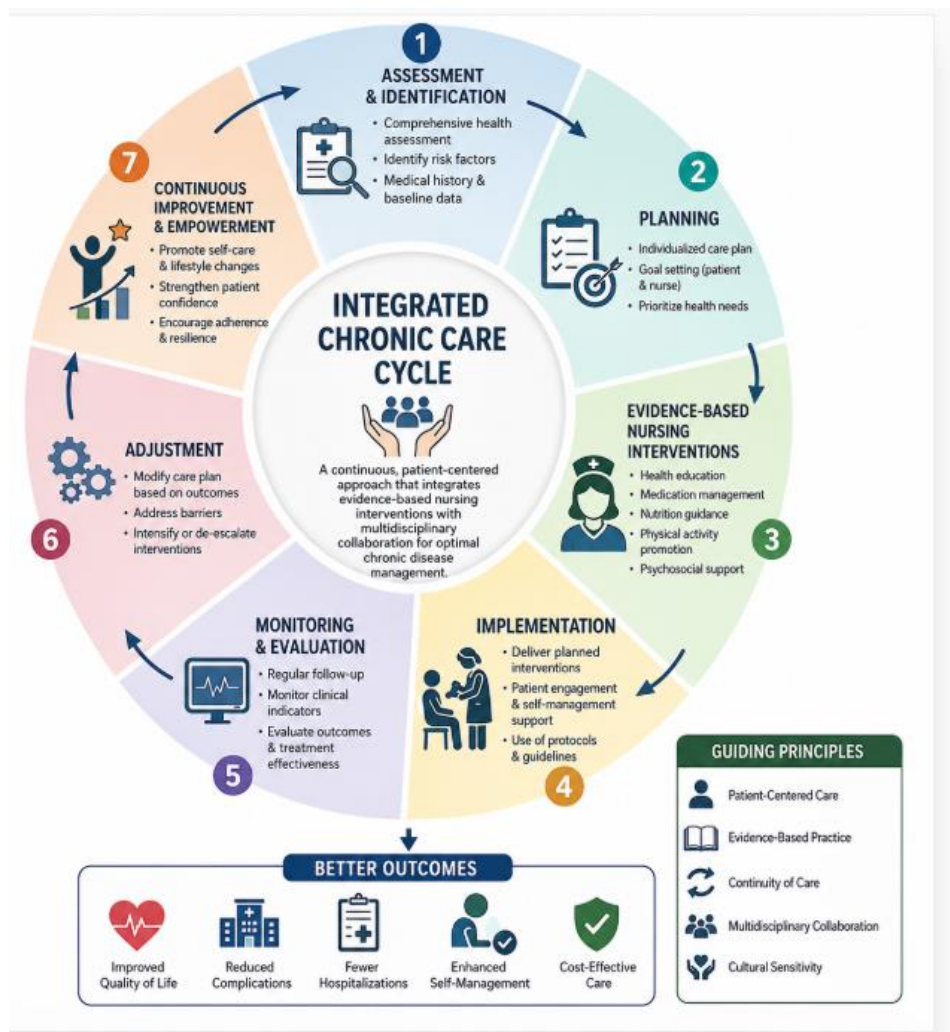 1
ASSESSMENT
& IDENTIFICATION
• Comprehensive health
assessment
• Identify risk factors
• Medical history &
baseline data
2
PLANNING
• Individualized care plan
• Goal setting (patient
& nurse)
• Prioritize health needs
EVIDENCE-BASED
NURSING
INTERVENTIONS
• Health education
• Medication management
• Nutrition guidance
• Physical activity
promotion
• Psychosocial support
3
IMPLEMENTATION
• Deliver planned
interventions
• Patient engagement
& self-management
support
• Use of protocols
& guidelines
4
MONITORING
& EVALUATION
• Regular follow-up
• Monitor clinical
indicators
• Evaluate outcomes
& treatment
effectiveness
5
ADJUSTMENT
• Modify care plan
based on outcomes
• Address barriers
• Intensify or de-escalate
interventions
6
7
CONTINUOUS
IMPROVEMENT
& EMPOWERMENT
• Promote self-care
& lifestyle changes
• Strengthen patient
confidence
• Encourage adherence
& resilience
INTEGRATED
CHRONIC CARE
CYCLE
A continuous, patient-centered
approach that integrates
evidence-based nursing
interventions with
multidisciplinary
collaboration for optimal
chronic disease
management.
BETTER OUTCOMES
Improved
Quality of Life
Reduced
Complications
Fewer
Hospitalizations
Enhanced
Self-Management
Cost-Effective
Care
GUIDING PRINCIPLES
Patient-Centered Care
Evidence-Based Practice
Continuity of Care
Multidisciplinary Collaboration
Cultural Sensitivity